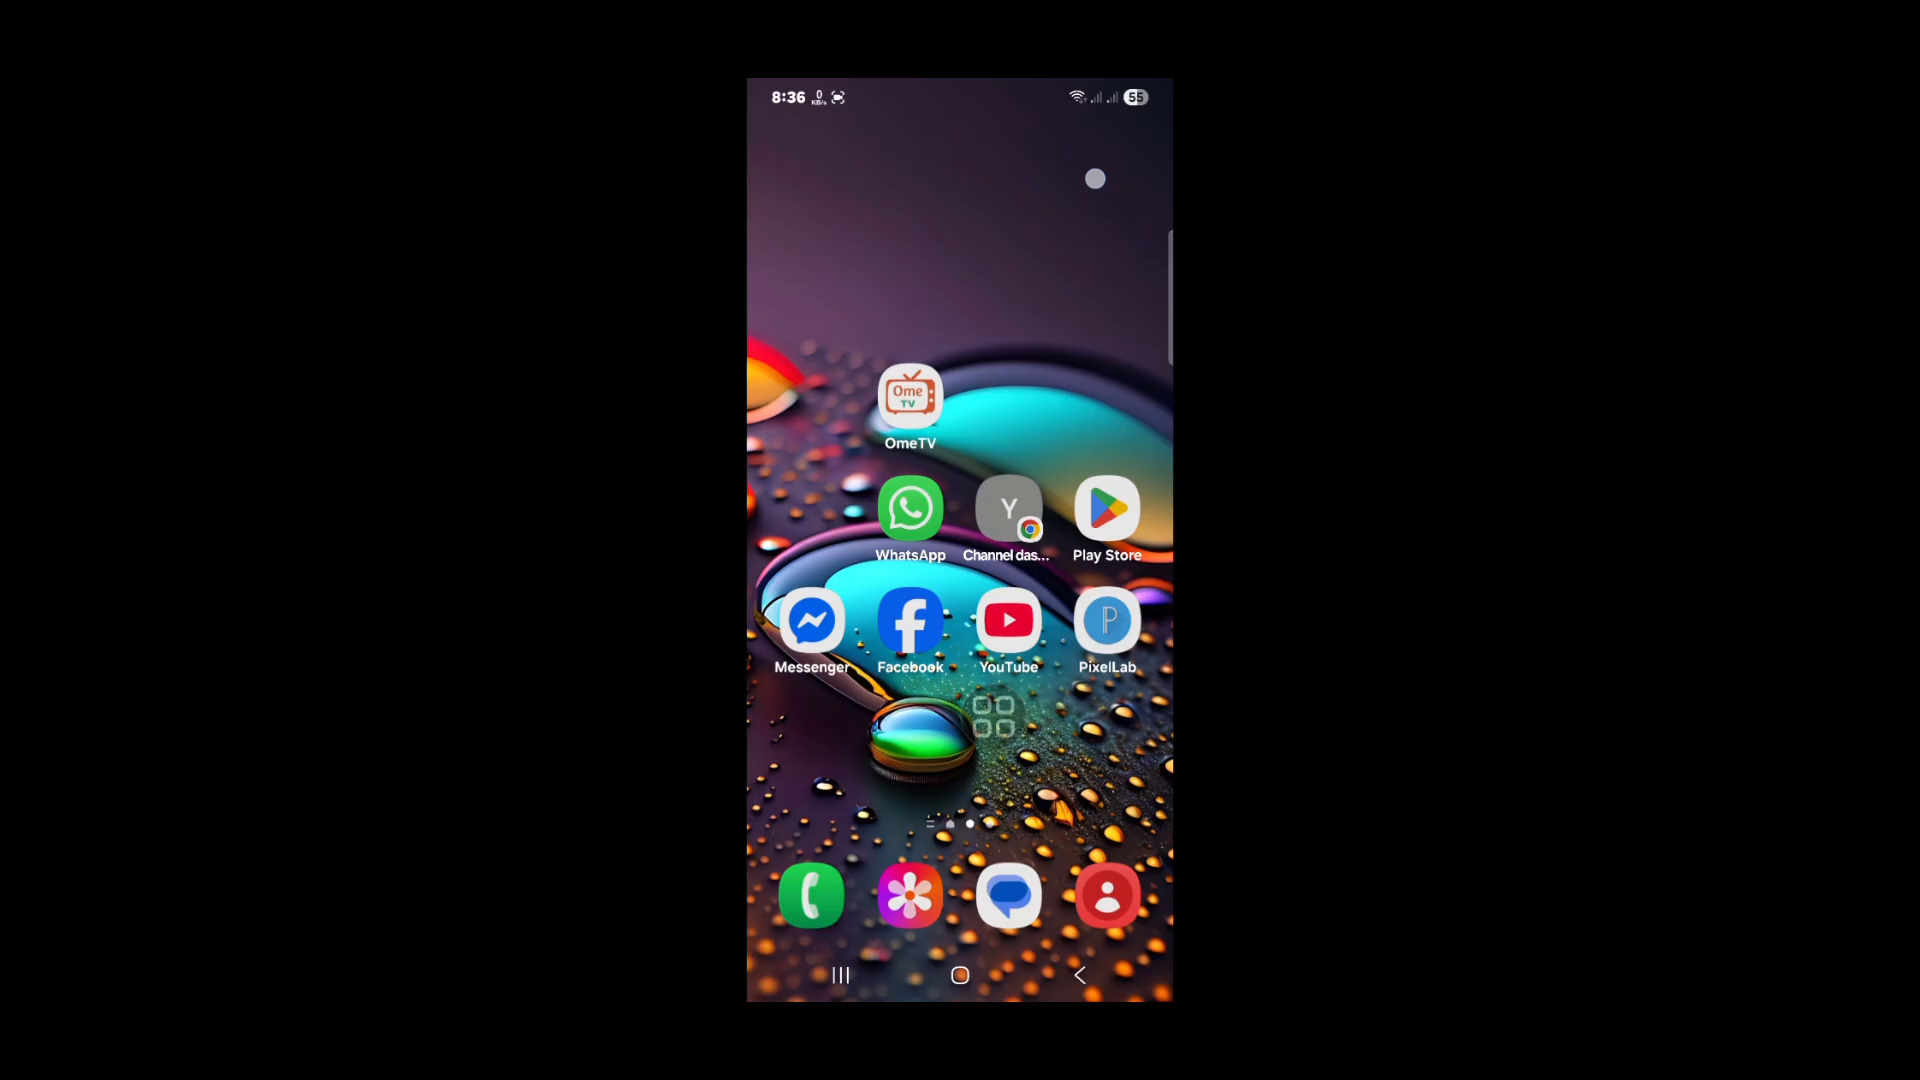 8:36 0 KB/s 55
Ome
TV
OmeTV
Y
WhatsApp Channel das... Play Store
P
Messenger Facebook YouTube PixelLab